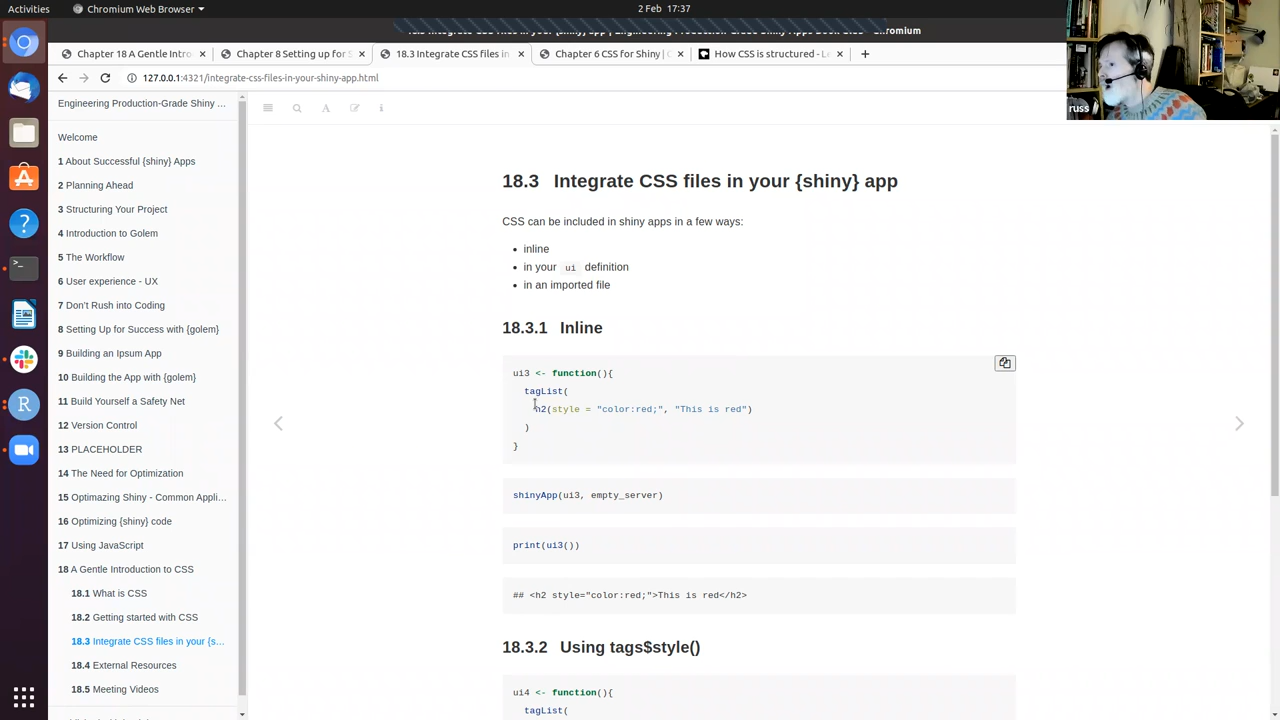 Activities
Chromium Web Browser
2 Feb 17:37
Chapter 18 A Gentle Intro
Chapter 8 Setting up for S
18.3 Integrate CSS files in
Chapter 6 CSS for Shiny | C
How CSS is structured - Le
127.0.0.1:4321/integrate-css-files-in-your-shiny-app.html
russ
Engineering Production-Grade Shiny ...
Welcome
1 About Successful {shiny} Apps
2 Planning Ahead
3 Structuring Your Project
4 Introduction to Golem
5 The Workflow
6 User experience - UX
7 Don't Rush into Coding
8 Setting Up for Success with {golem}
9 Building an Ipsum App
10 Building the App with {golem}
11 Build Yourself a Safety Net
12 Version Control
13 PLACEHOLDER
14 The Need for Optimization
15 Optimazing Shiny - Common Appli...
16 Optimizing {shiny} code
17 Using JavaScript
18 A Gentle Introduction to CSS
18.1 What is CSS
18.2 Getting started with CSS
18.3 Integrate CSS files in your {s...
18.4 External Resources
18.5 Meeting Videos
18.3 Integrate CSS files in your {shiny} app
CSS can be included in shiny apps in a few ways:
• inline
• in your ui definition
• in an imported file
18.3.1 Inline
ui3 <- function(){
tagList(
h2(style = "color:red;", "This is red")
)
}
shinyApp(ui3, empty_server)
print(ui3())
## <h2 style="color:red;">This is red</h2>
18.3.2 Using tags$style()
ui4 <- function(){
tagList(